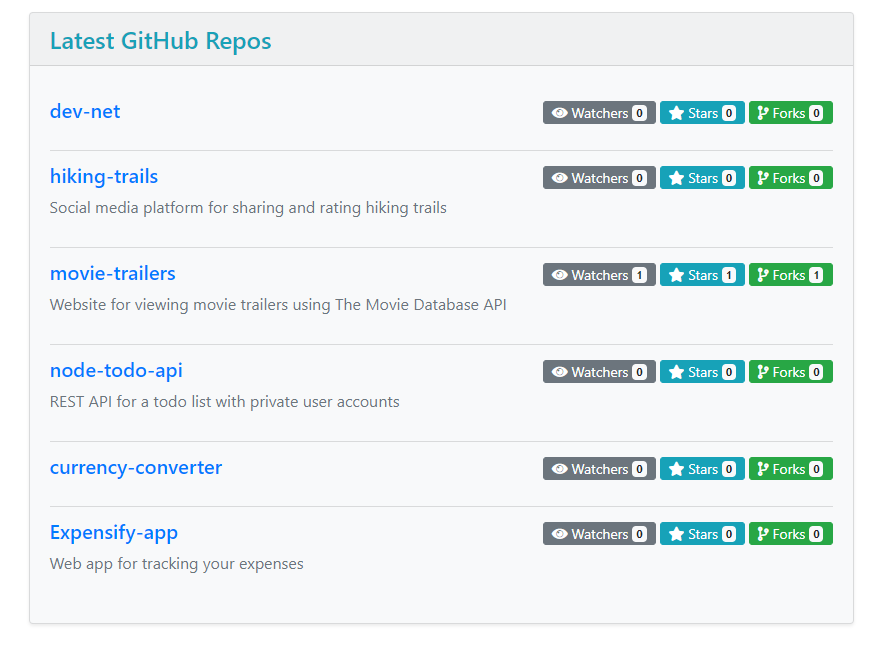 Latest GitHub Repos
dev-net Watchers 0 Stars 0 Forks 0
hiking-trails Watchers 0 Stars 0 Forks 0
Social media platform for sharing and rating hiking trails
movie-trailers Watchers 1 Stars 1 Forks 1
Website for viewing movie trailers using The Movie Database API
node-todo-api Watchers 0 Stars 0 Forks 0
REST API for a todo list with private user accounts
currency-converter Watchers 0 Stars 0 Forks 0
Expensify-app Watchers 0 Stars 0 Forks 0
Web app for tracking your expenses